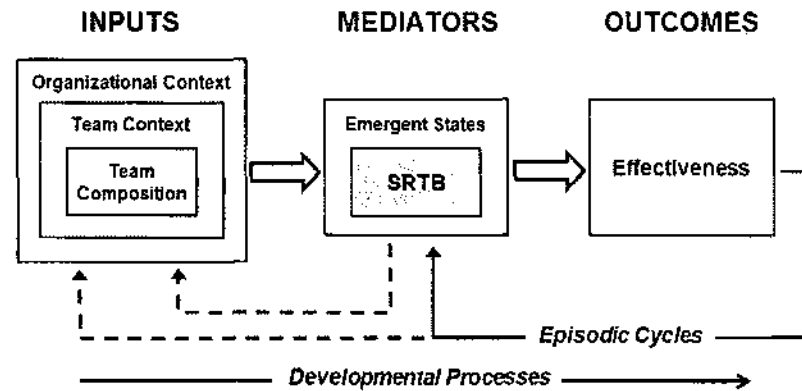 INPUTS
MEDIATORS
OUTCOMES
Organizational Context
Team Context
Team
Composition
Emergent States
SRTB
Effectiveness
Episodic Cycles
Developmental Processes